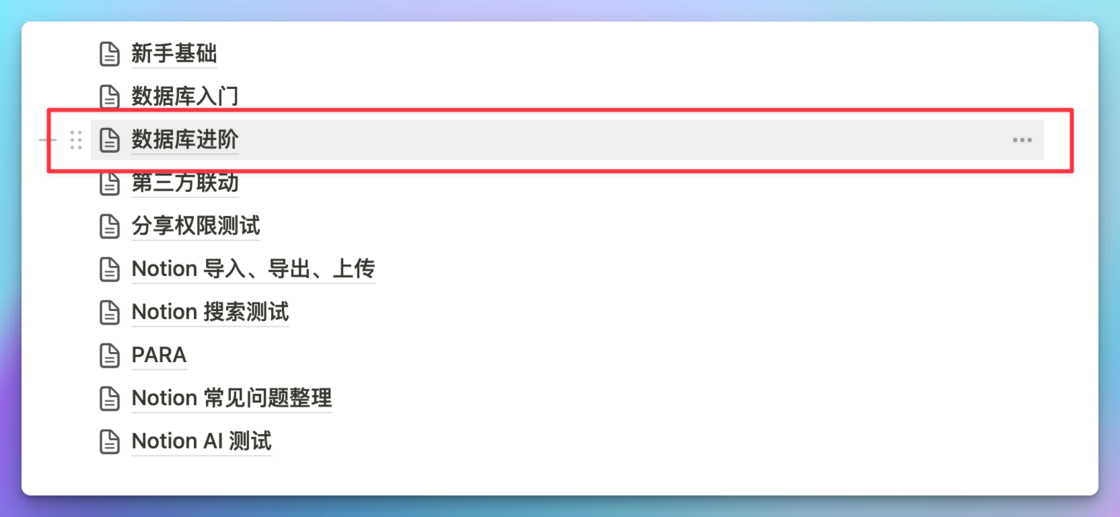 新手基础
数据库入门
数据库进阶
第三方联动
分享权限测试
Notion 导入、导出、上传
Notion 搜索测试
PARA
Notion 常见问题整理
Notion AI 测试